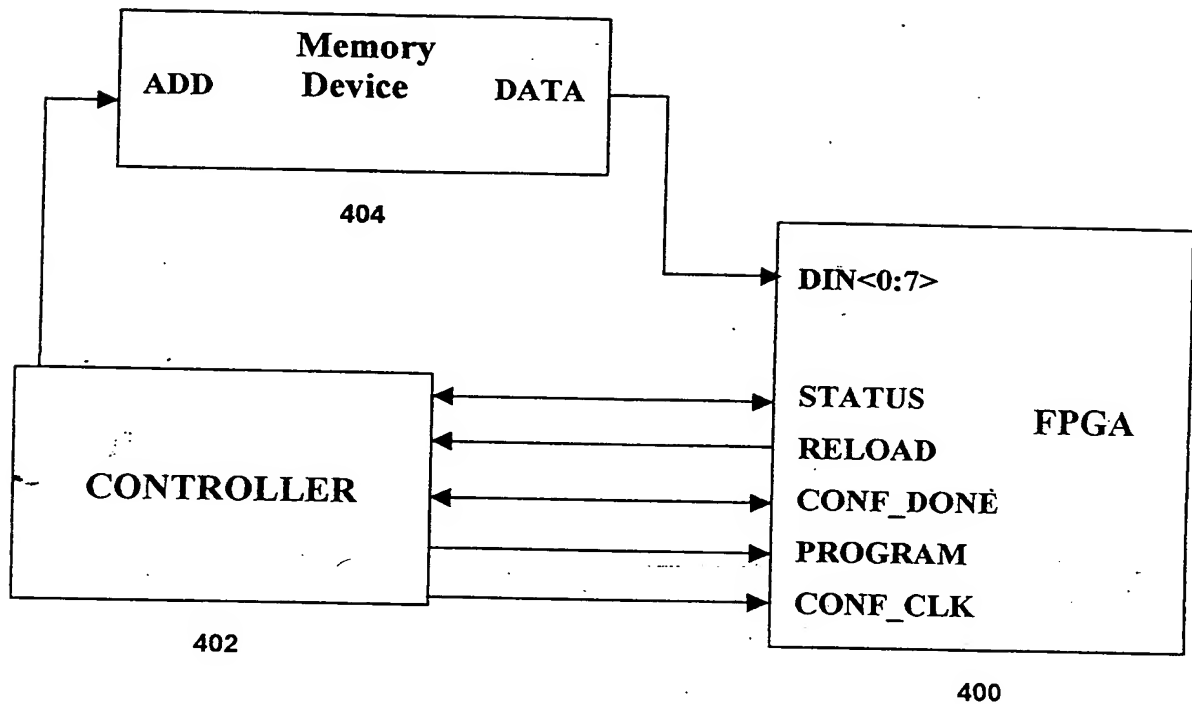 Memory
Device
ADD
DATA
404
DIN<0:7>
STATUS
RELOAD
CONF_DONE
PROGRAM
CONF_CLK
FPGA
CONTROLLER
402
400